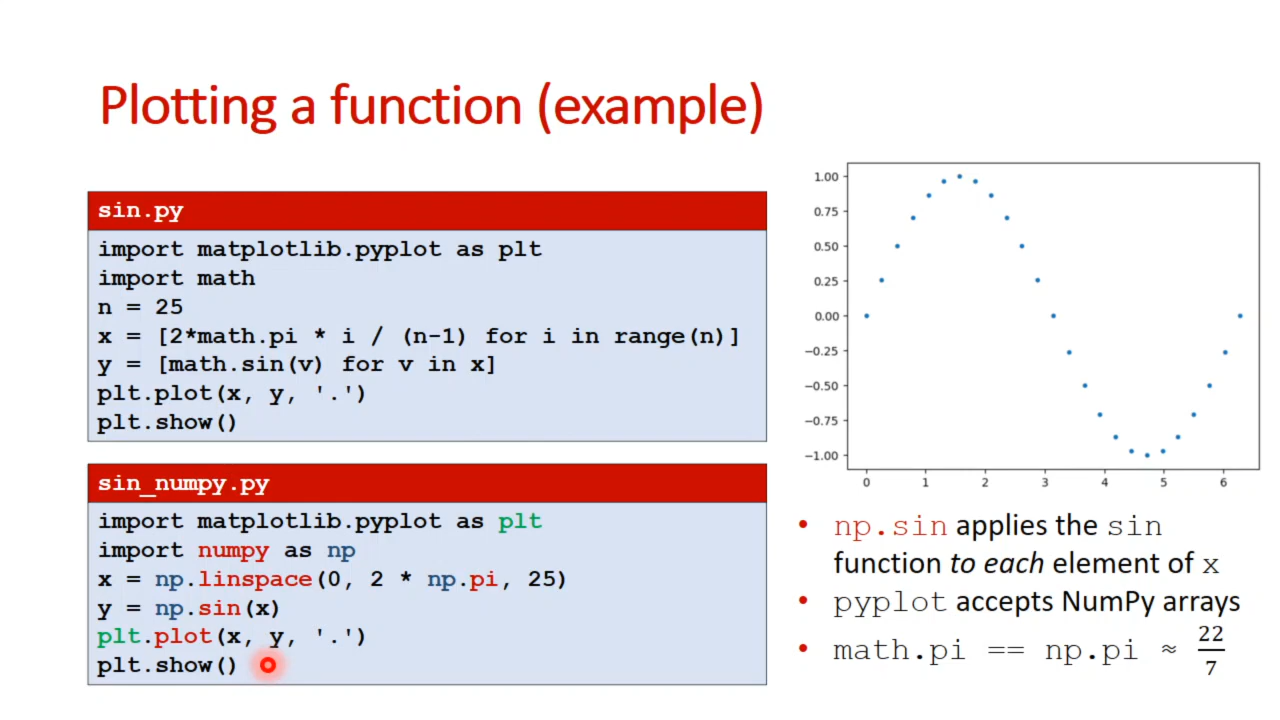 Plotting a function (example)
sin.py
import matplotlib.pyplot as plt
import math
n = 25
x = [2*math.pi * i / (n-1) for i in range(n)]
y = [math.sin(v) for v in x]
plt.plot(x, y, '.')
plt.show()
sin_numpy.py
import matplotlib.pyplot as plt
import numpy as np
x = np.linspace(0, 2 * np.pi, 25)
y = np.sin(x)
plt.plot(x, y, '.')
plt.show()
1.00
0.75
0.50
0.25
0.00
−0.25
−0.50
−0.75
−1.00
0 1 2 3 4 5 6
• np.sin applies the sin
function to each element of x
• pyplot accepts NumPy arrays
• math.pi == np.pi ≈ 22/7